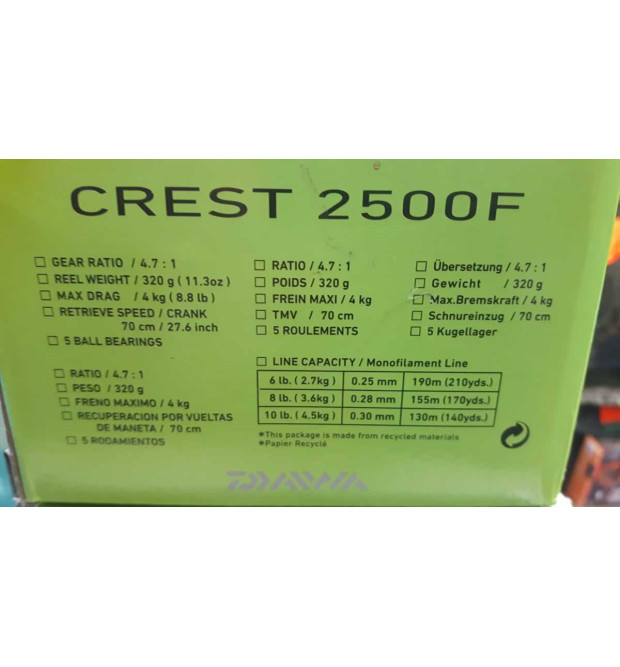 CREST 2500F
☐ GEAR RATIO / 4.7 : 1
☐ REEL WEIGHT / 320 g ( 11.3oz )
☐ MAX DRAG / 4 kg ( 8.8 lb )
☐ RETRIEVE SPEED / CRANK
70 cm / 27.6 inch
☐ 5 BALL BEARINGS
☐ RATIO / 4.7 : 1
☐ POIDS / 320 g
☐ FREIN MAXI / 4 kg
☐ TMV / 70 cm
☐ 5 ROULEMENTS
☐ Übersetzung / 4.7 : 1
☐ Gewicht / 320 g
☐ Max.Bremskraft / 4 kg
☐ Schnureinzug / 70 cm
☐ 5 Kugellager
☐ RATIO / 4.7 : 1
☐ PESO / 320 g
☐ FRENO MAXIMO / 4 kg
☐ RECUPERACION POR VUELTAS
DE MANETA / 70 cm
☐ 5 RODAMIENTOS
☐ LINE CAPACITY / Monofilament Line
6 lb. ( 2.7kg ) 0.25 mm 190m (210yds.)
8 lb. ( 3.6kg ) 0.28 mm 155m (170yds.)
10 lb. ( 4.5kg ) 0.30 mm 130m (140yds.)
※This package is made from recycled materials
※Papier Recyclé
DAIWA